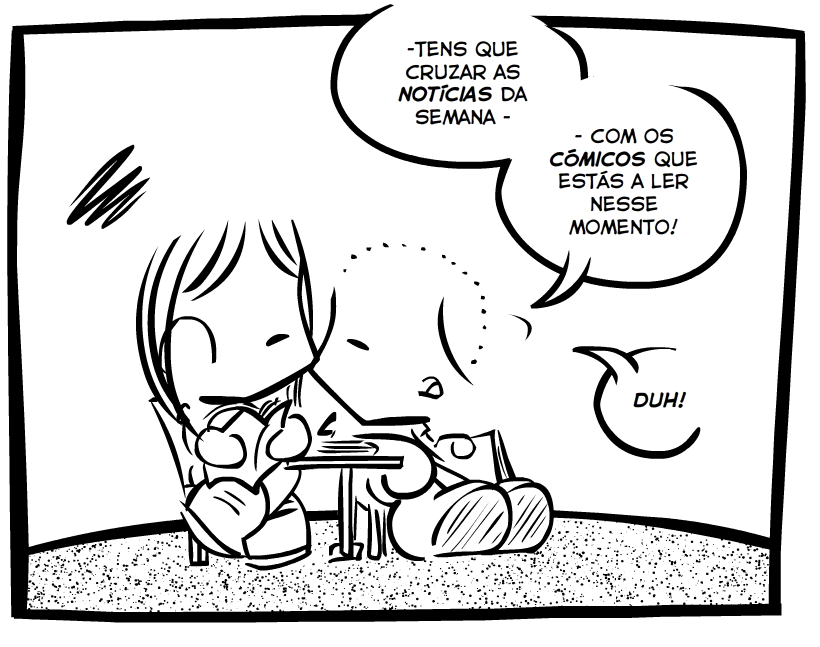 -TENS QUE
CRUZAR AS
NOTÍCIAS DA
SEMANA -
- COM OS
CÓMICOS QUE
ESTÁS A LER
NESSE
MOMENTO!
DUH!